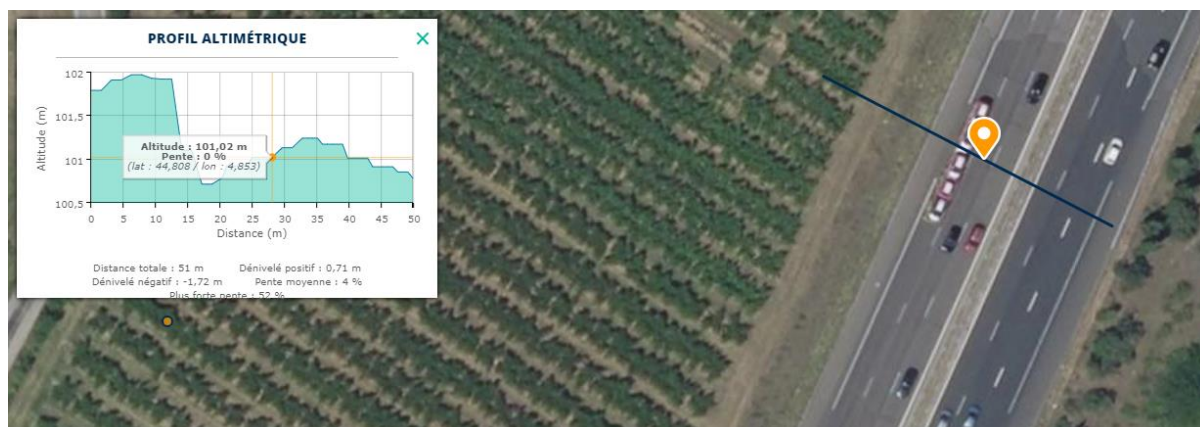 PROFIL ALTIMÉTRIQUE
Altitude (m)
102
101.5
101
100,5
Altitude : 101,02 m
Pente : 0 %
(lat : 44,808 / lon : 4,853)
0 5 10 15 20 25 30 35 40 45 50
Distance (m)
Distance totale : 51 m Dénivelé positif : 0,71 m
Dénivelé négatif : -1,72 m Pente moyenne : 4 %
Plus forte pente : 52 %